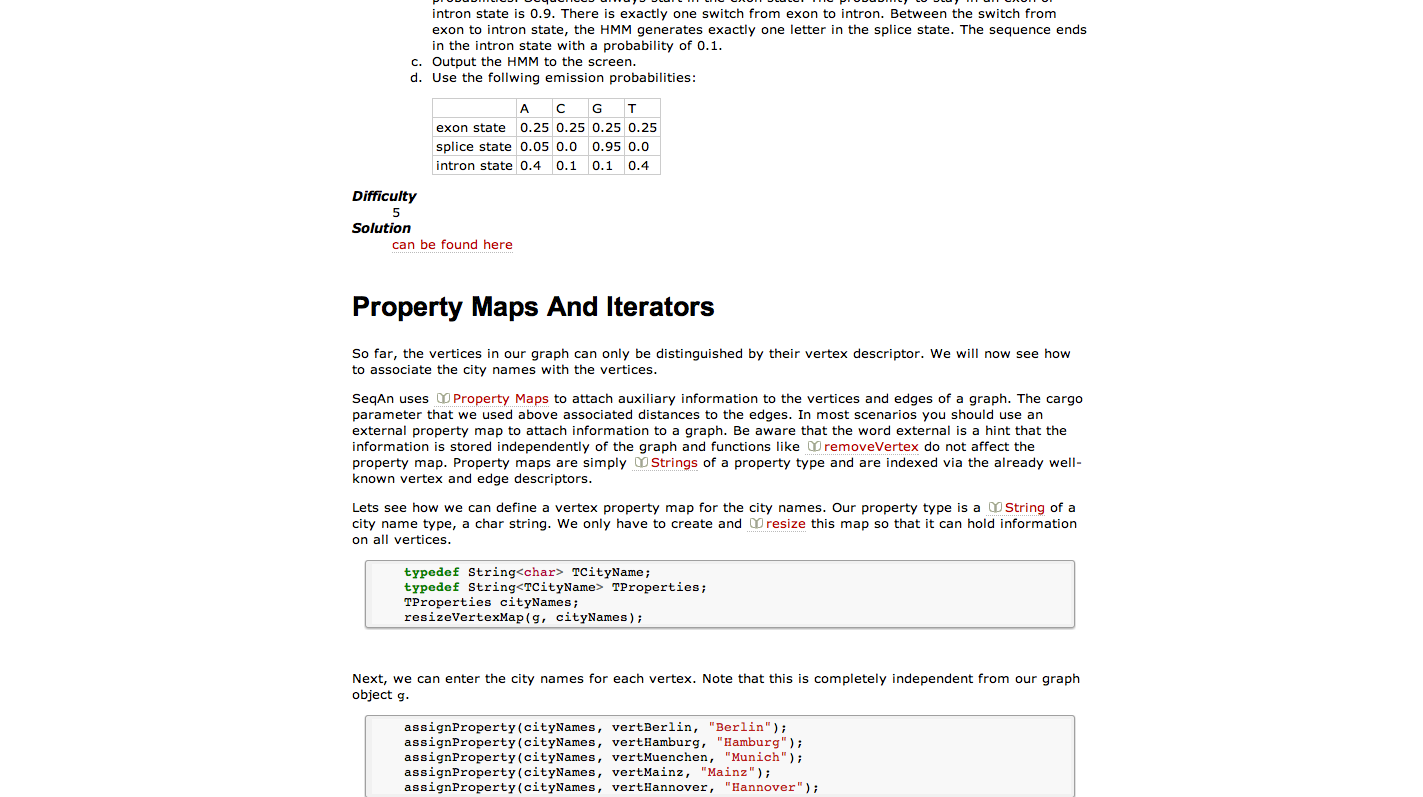 intron state is 0.9. There is exactly one switch from exon to intron. Between the switch from
exon to intron state, the HMM generates exactly one letter in the splice state. The sequence ends
in the intron state with a probability of 0.1.
c. Output the HMM to the screen.
d. Use the follwing emission probabilities:
A C G T
exon state 0.25 0.25 0.25 0.25
splice state 0.05 0.0 0.95 0.0
intron state 0.4 0.1 0.1 0.4
Difficulty
5
Solution
can be found here
Property Maps And Iterators
So far, the vertices in our graph can only be distinguished by their vertex descriptor. We will now see how
to associate the city names with the vertices.
SeqAn uses Property Maps to attach auxiliary information to the vertices and edges of a graph. The cargo
parameter that we used above associated distances to the edges. In most scenarios you should use an
external property map to attach information to a graph. Be aware that the word external is a hint that the
information is stored independently of the graph and functions like removeVertex do not affect the
property map. Property maps are simply Strings of a property type and are indexed via the already well-
known vertex and edge descriptors.
Lets see how we can define a vertex property map for the city names. Our property type is a String of a
city name type, a char string. We only have to create and resize this map so that it can hold information
on all vertices.
typedef String<char> TCityName;
typedef String<TCityName> TProperties;
TProperties cityNames;
resizeVertexMap(g, cityNames);
Next, we can enter the city names for each vertex. Note that this is completely independent from our graph
object g.
assignProperty(cityNames, vertBerlin, "Berlin");
assignProperty(cityNames, vertHamburg, "Hamburg");
assignProperty(cityNames, vertMuenchen, "Munich");
assignProperty(cityNames, vertMainz, "Mainz");
assignProperty(cityNames, vertHannover, "Hannover");